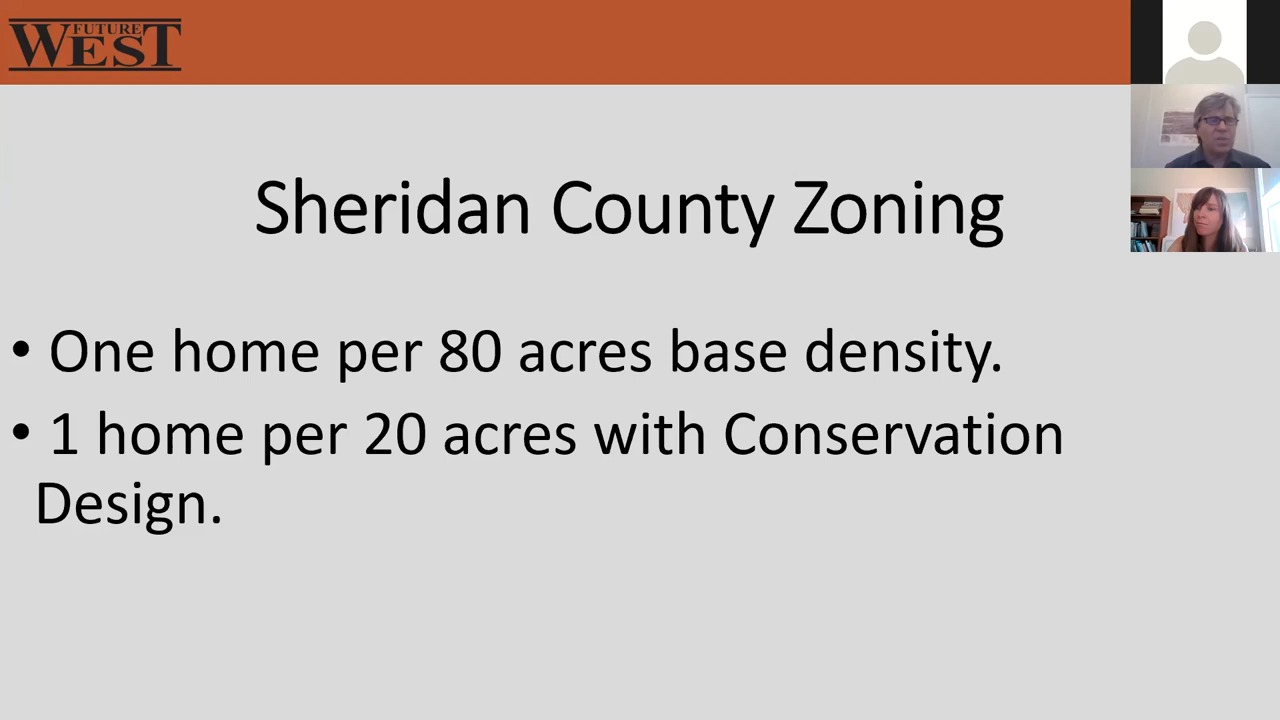 FUTURE
WEST
Sheridan County Zoning
• One home per 80 acres base density.
• 1 home per 20 acres with Conservation
Design.